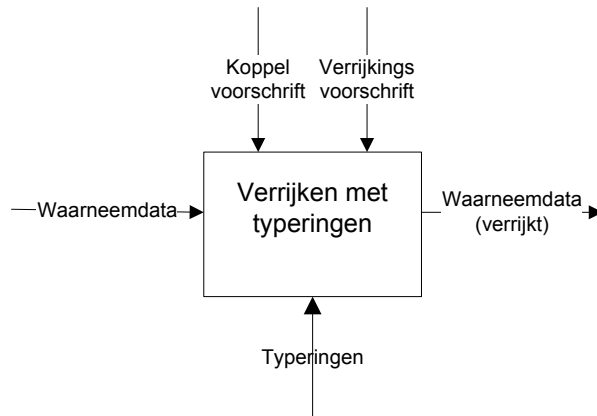 Koppel
voorschrift
Verrijkings
voorschrift
Verrijken met
typeringen
Waarneemdata
Waarneemdata
(verrijkt)
Typeringen